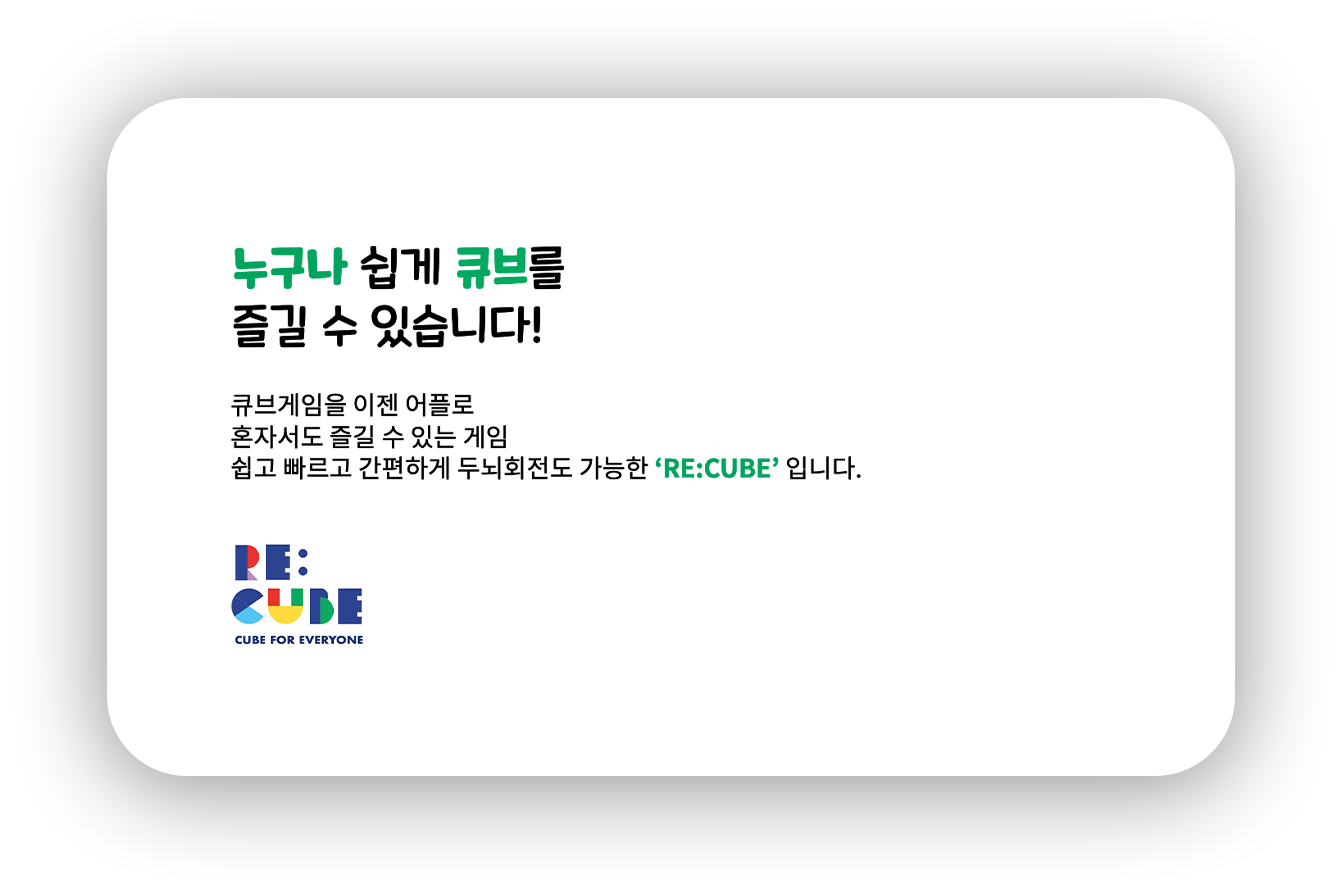 누구나 쉽게 큐브를
즐길 수 있습니다!
큐브게임을 이젠 어플로
혼자서도 즐길 수 있는 게임
쉽고 빠르고 간편하게 두뇌회전도 가능한 ‘RE:CUBE’ 입니다.
RE:
CUBE
CUBE FOR EVERYONE